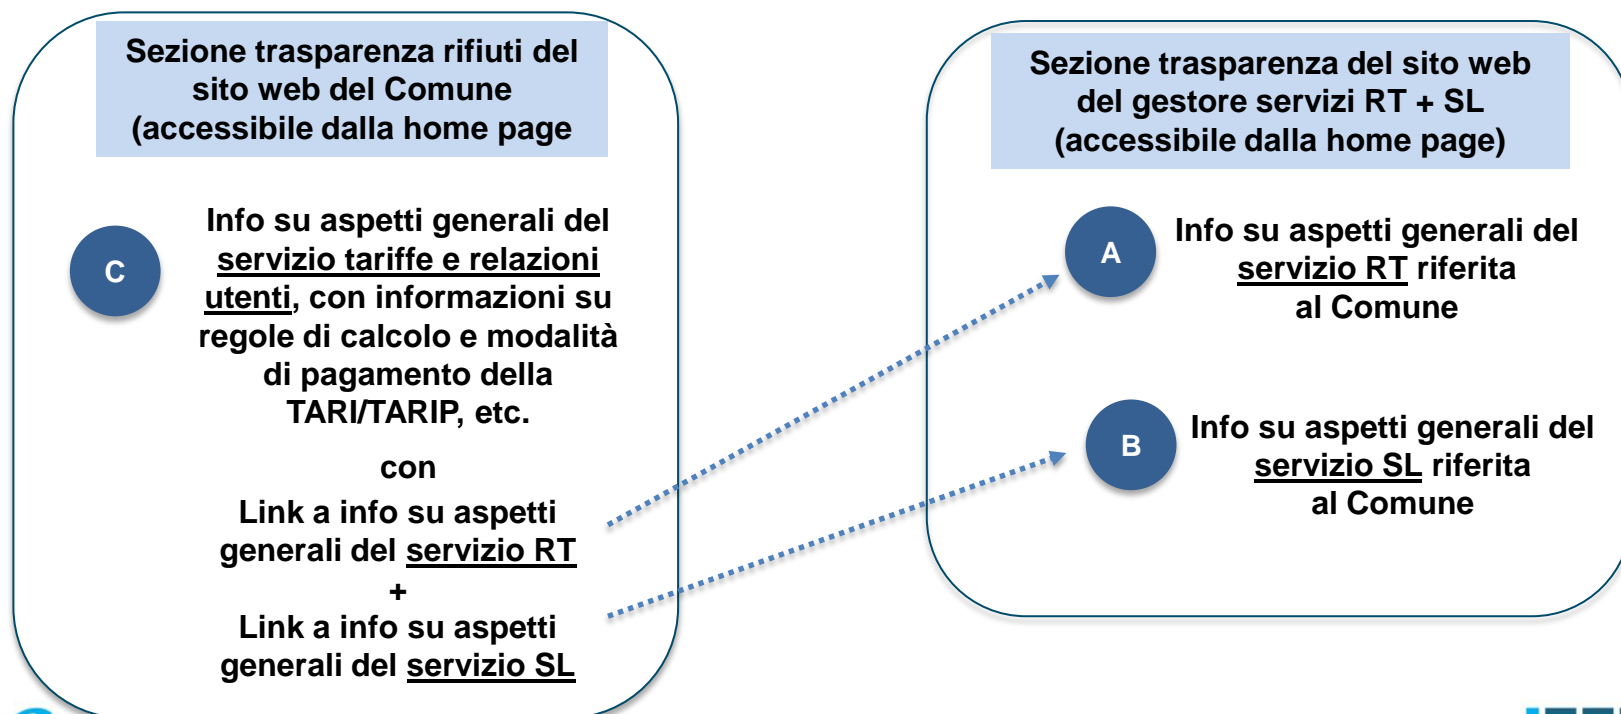 Sezione trasparenza rifiuti del
sito web del Comune
(accessibile dalla home page
C
Info su aspetti generali del
servizio tariffe e relazioni
utenti, con informazioni su
regole di calcolo e modalità
di pagamento della
TARI/TARIP, etc.
con
Link a info su aspetti
generali del servizio RT
+
Link a info su aspetti
generali del servizio SL
Sezione trasparenza del sito web
del gestore servizi RT + SL
(accessibile dalla home page)
A
Info su aspetti generali del
servizio RT riferita
al Comune
B
Info su aspetti generali del
servizio SL riferita
al Comune